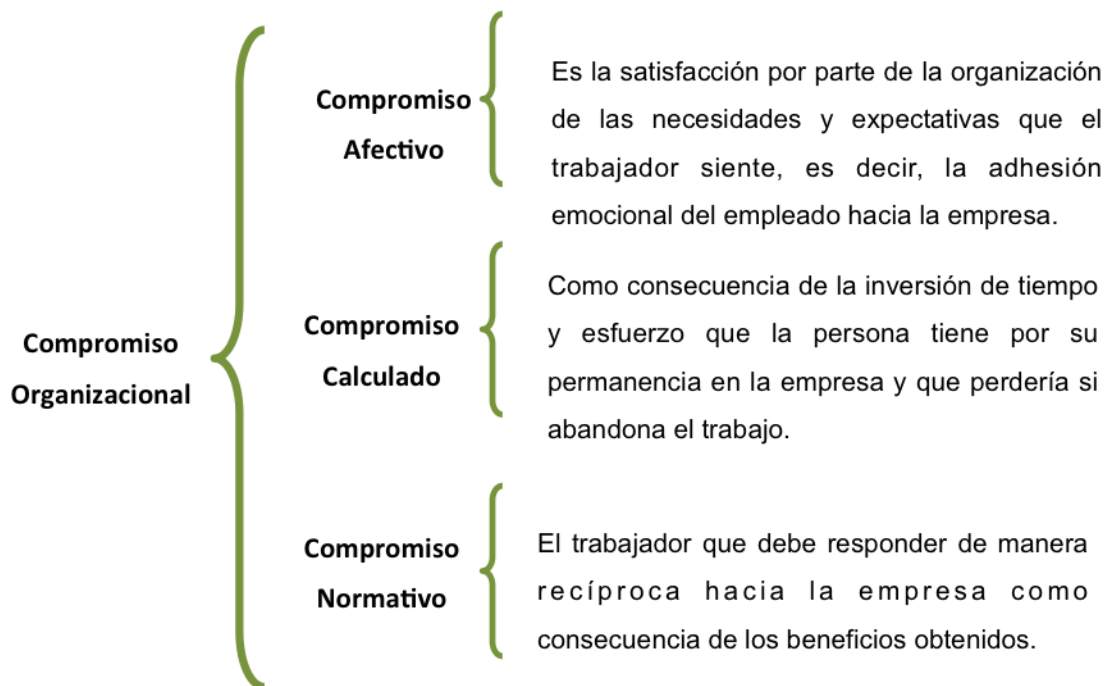 Compromiso
Organizacional
Compromiso
Afectivo
Es la satisfacción por parte de la organización
de las necesidades y expectativas que el
trabajador siente, es decir, la adhesión
emocional del empleado hacia la empresa.
Compromiso
Calculado
Como consecuencia de la inversión de tiempo
y esfuerzo que la persona tiene por su
permanencia en la empresa y que perdería si
abandona el trabajo.
Compromiso
Normativo
El trabajador que debe responder de manera
recíproca hacia la empresa como
consecuencia de los beneficios obtenidos.